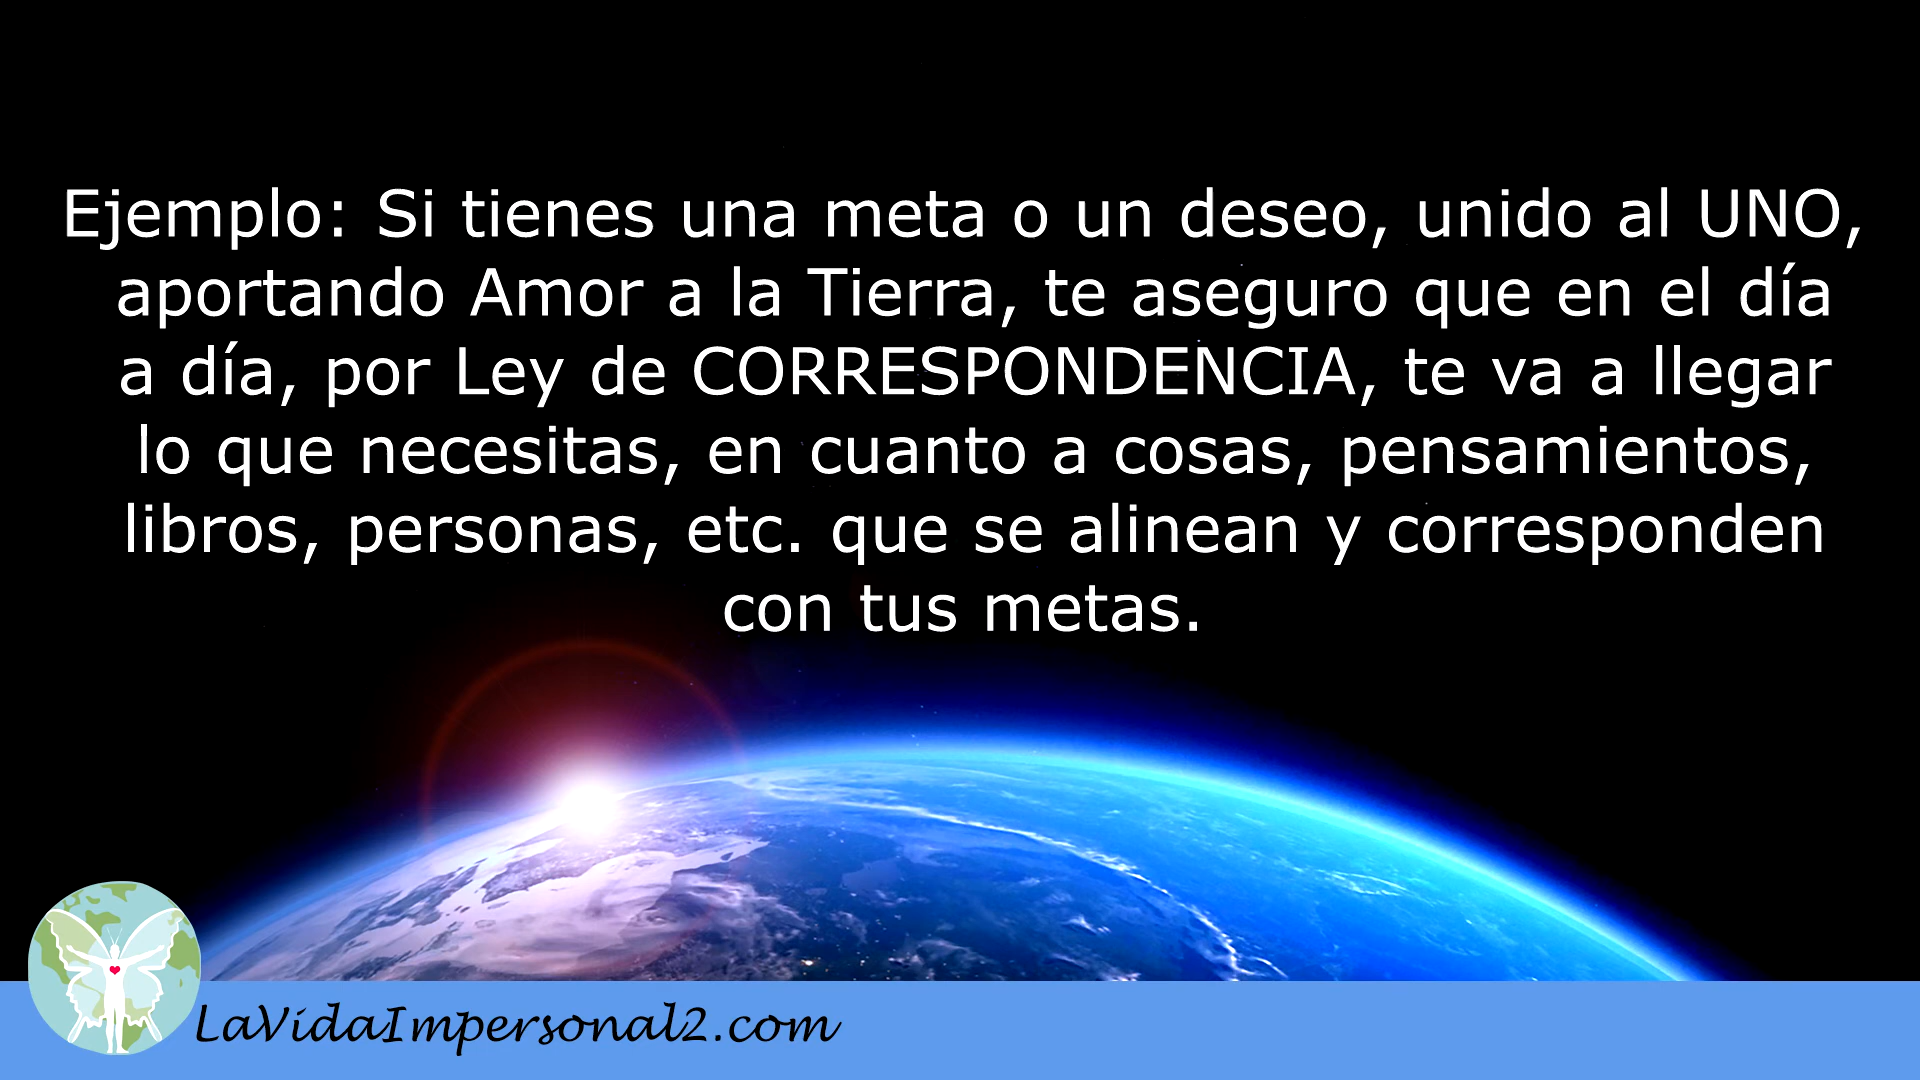 Ejemplo: Si tienes una meta o un deseo, unido al UNO,
aportando Amor a la Tierra, te aseguro que en el día
a día, por Ley de CORRESPONDENCIA, te va a llegar
lo que necesitas, en cuanto a cosas, pensamientos,
libros, personas, etc. que se alinean y corresponden
con tus metas.
LaVidaImpersonal2.com